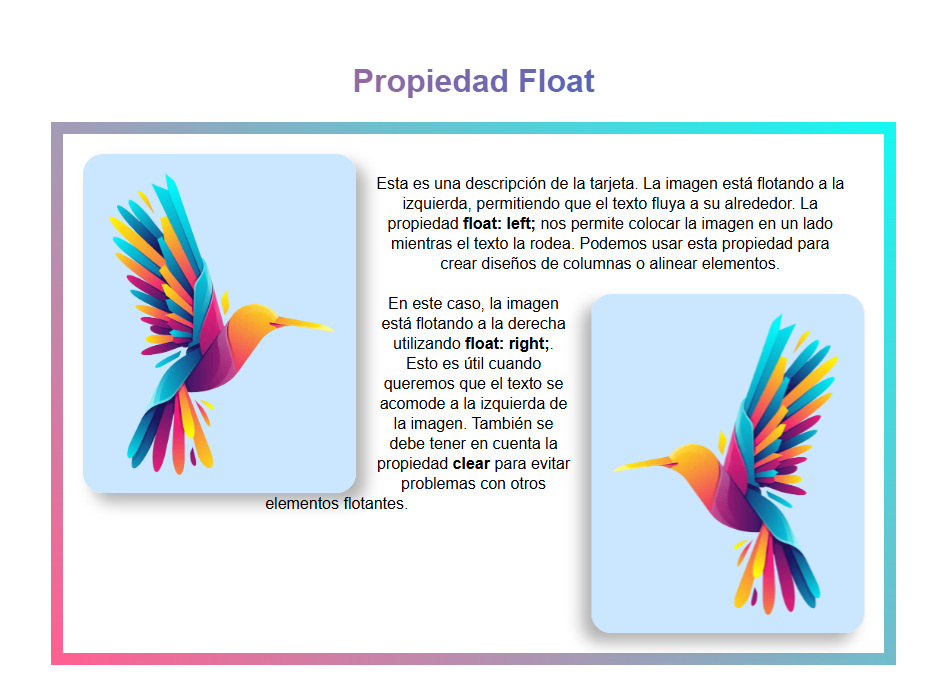 Propiedad Float
Esta es una descripción de la tarjeta. La imagen está flotando a la
izquierda, permitiendo que el texto fluya a su alrededor. La
propiedad float: left; nos permite colocar la imagen en un lado
mientras el texto la rodea. Podemos usar esta propiedad para
crear diseños de columnas o alinear elementos.
En este caso, la imagen
está flotando a la derecha
utilizando float: right;.
Esto es útil cuando
queremos que el texto se
acomode a la izquierda de
la imagen. También se
debe tener en cuenta la
propiedad clear para evitar
problemas con otros
elementos flotantes.